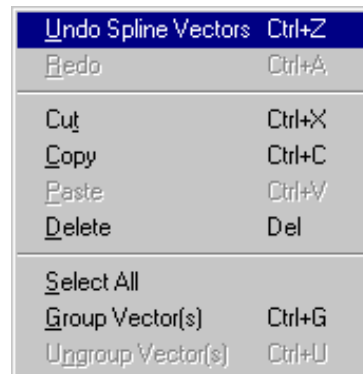 Undo Spline Vectors Ctrl+Z
Redo Ctrl+A
Cut Ctrl+X
Copy Ctrl+C
Paste Ctrl+V
Delete Del
Select All
Group Vector(s) Ctrl+G
Ungroup Vector(s) Ctrl+U